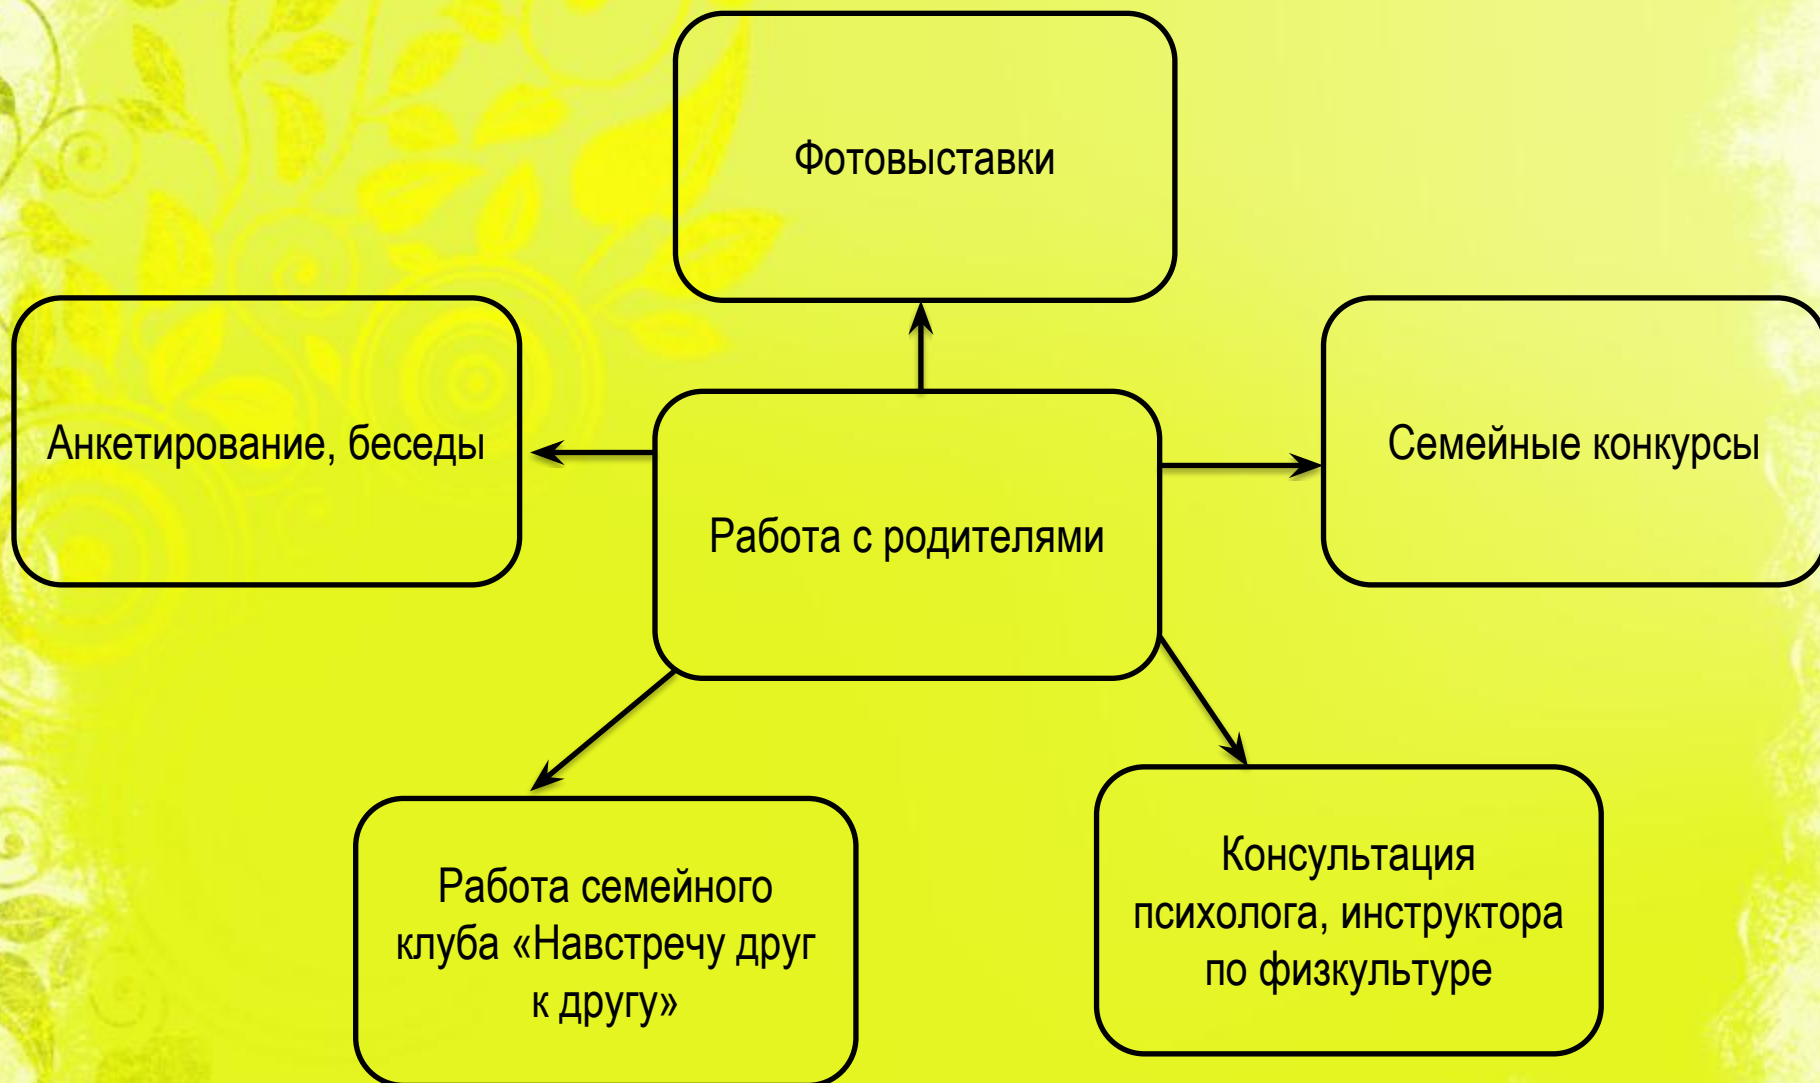 Фотовыставки
Анкетирование, беседы
Семейные конкурсы
Работа с родителями
Работа семейного
клуба «Навстречу друг
к другу»
Консультация
психолога, инструктора
по физкультуре